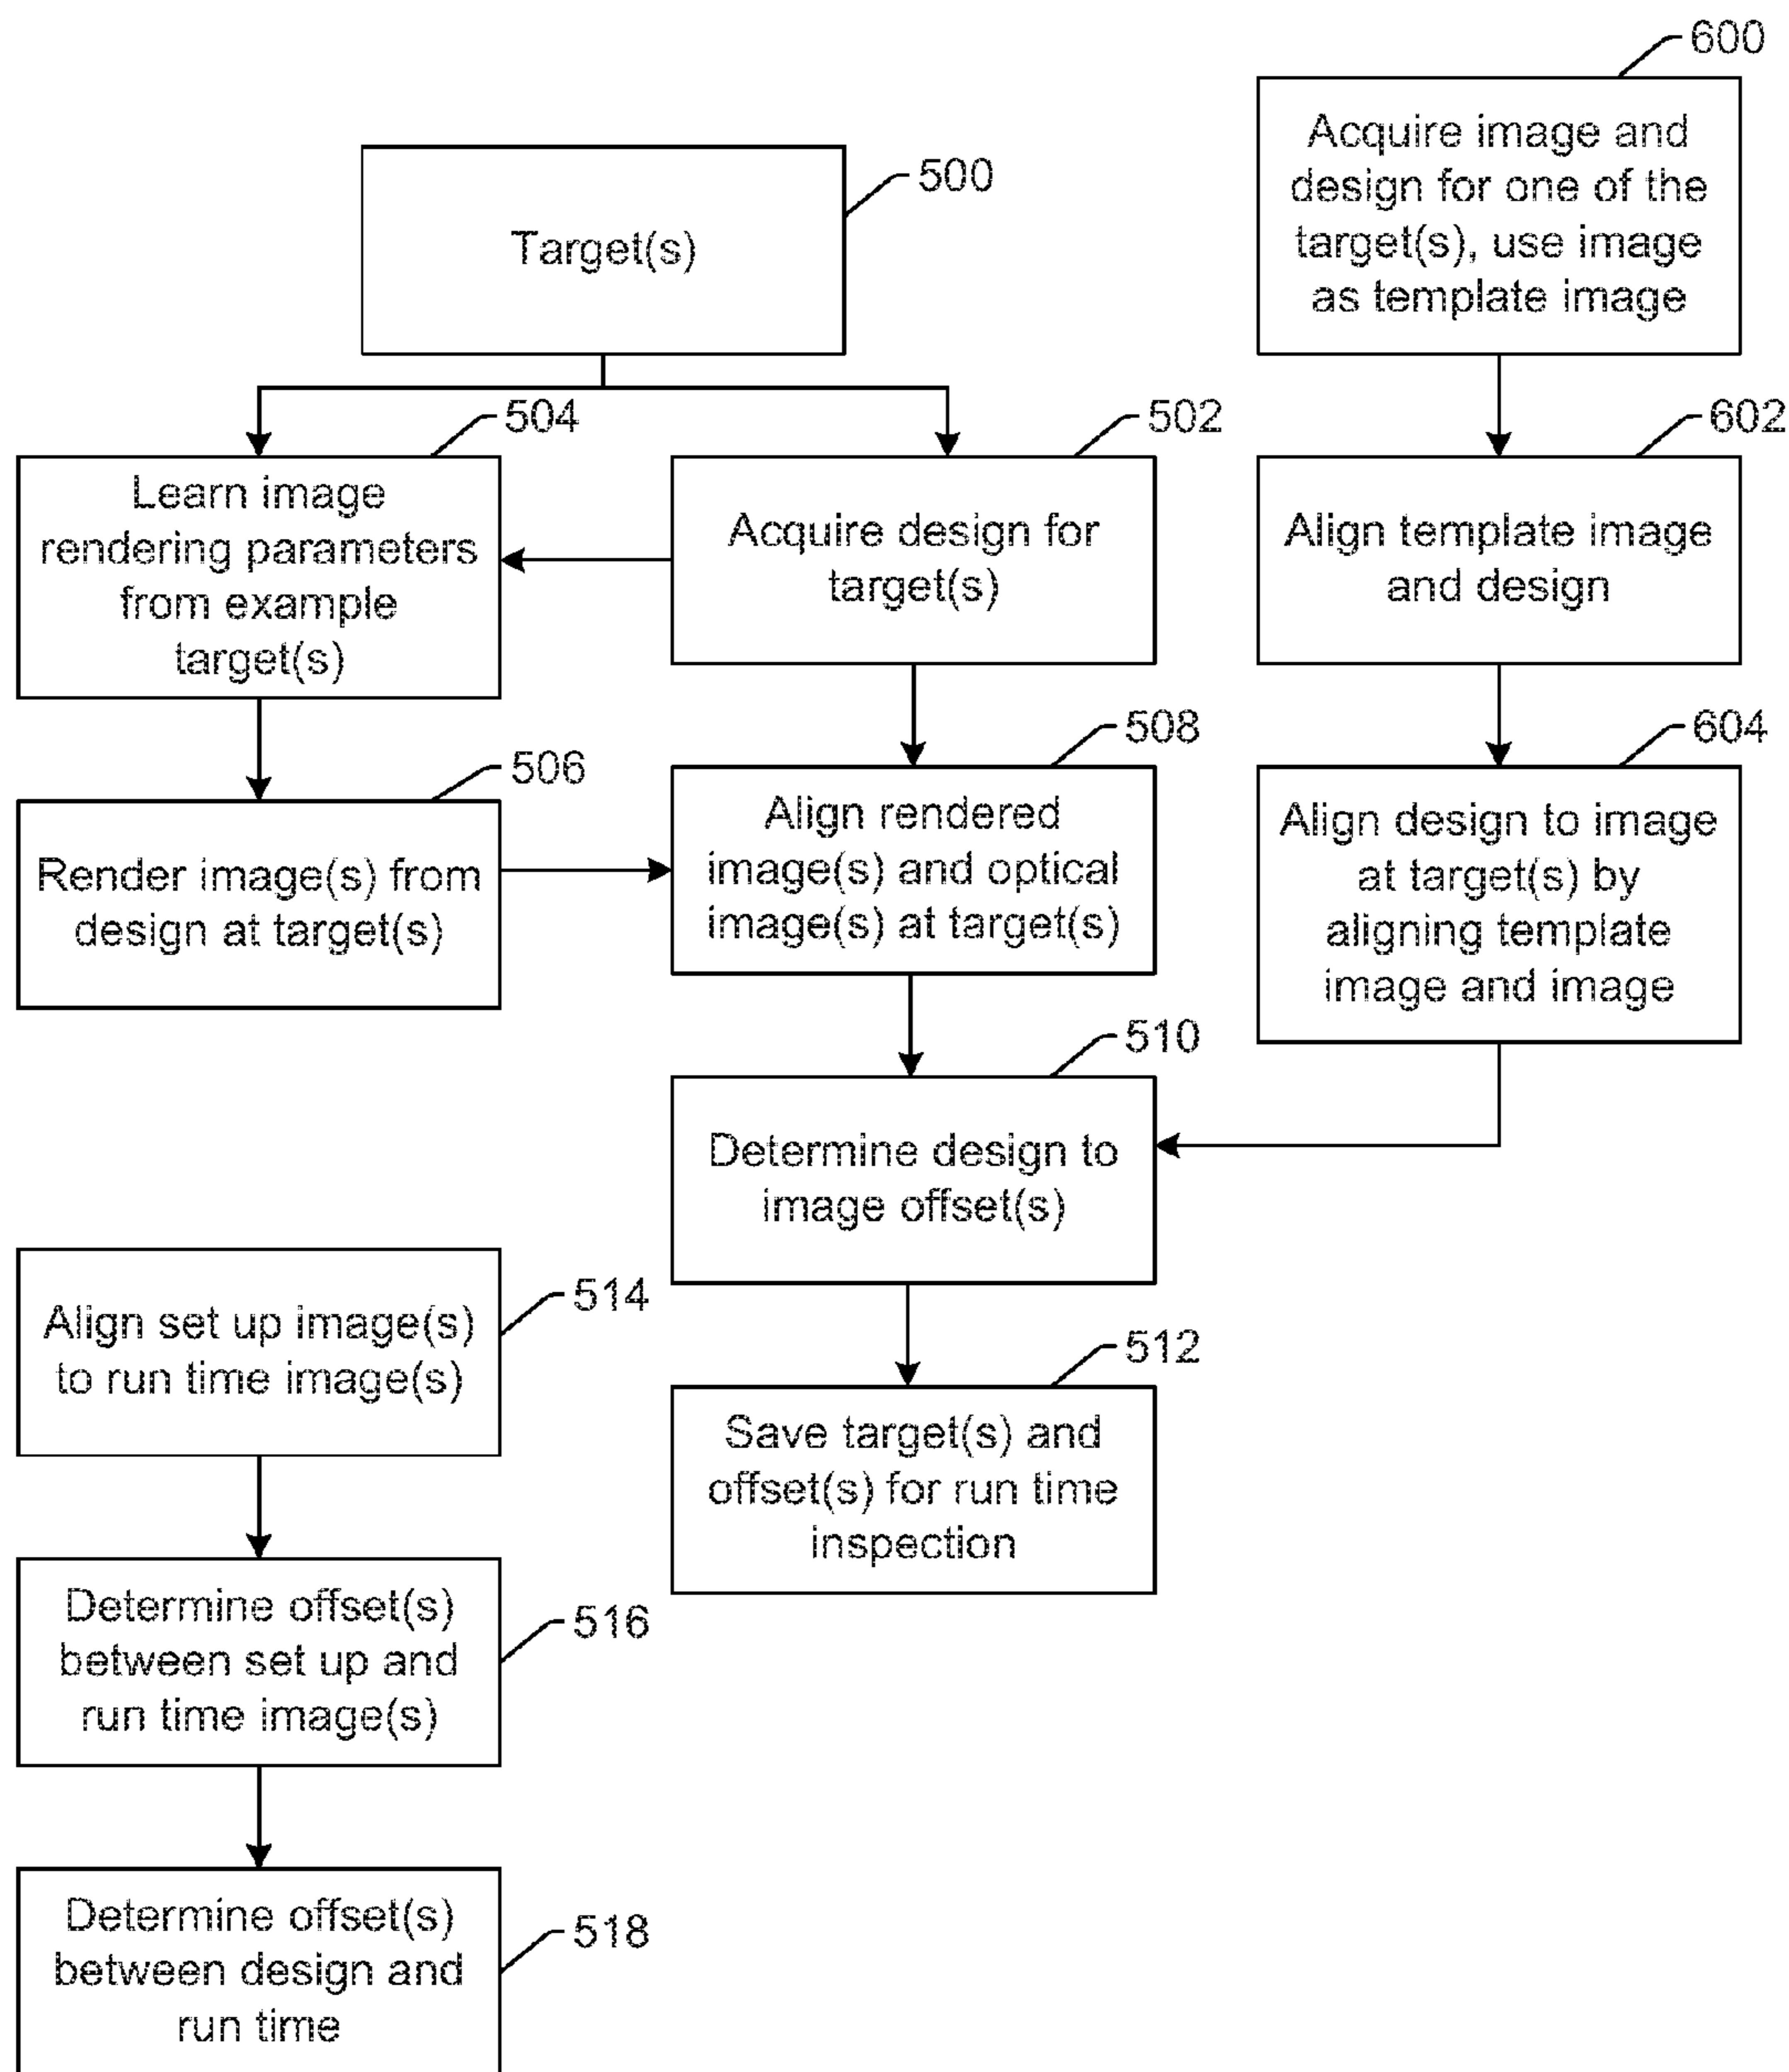 600
Acquire image and
design for one of the
target(s), use image
as template image
500
Target(s)
504
Learn image
rendering parameters
from example
target(s)
502
Acquire design for
target(s)
602
Align template image
and design
506
Render image(s) from
design at target(s)
508
Align rendered
image(s) and optical
image(s) at target(s)
604
Align design to image
at target(s) by
aligning template
image and image
510
Determine design to
image offset(s)
514
Align set up image(s)
to run time image(s)
512
Save target(s) and
offset(s) for run time
inspection
516
Determine offset(s)
between set up and
run time image(s)
518
Determine offset(s)
between design and
run time